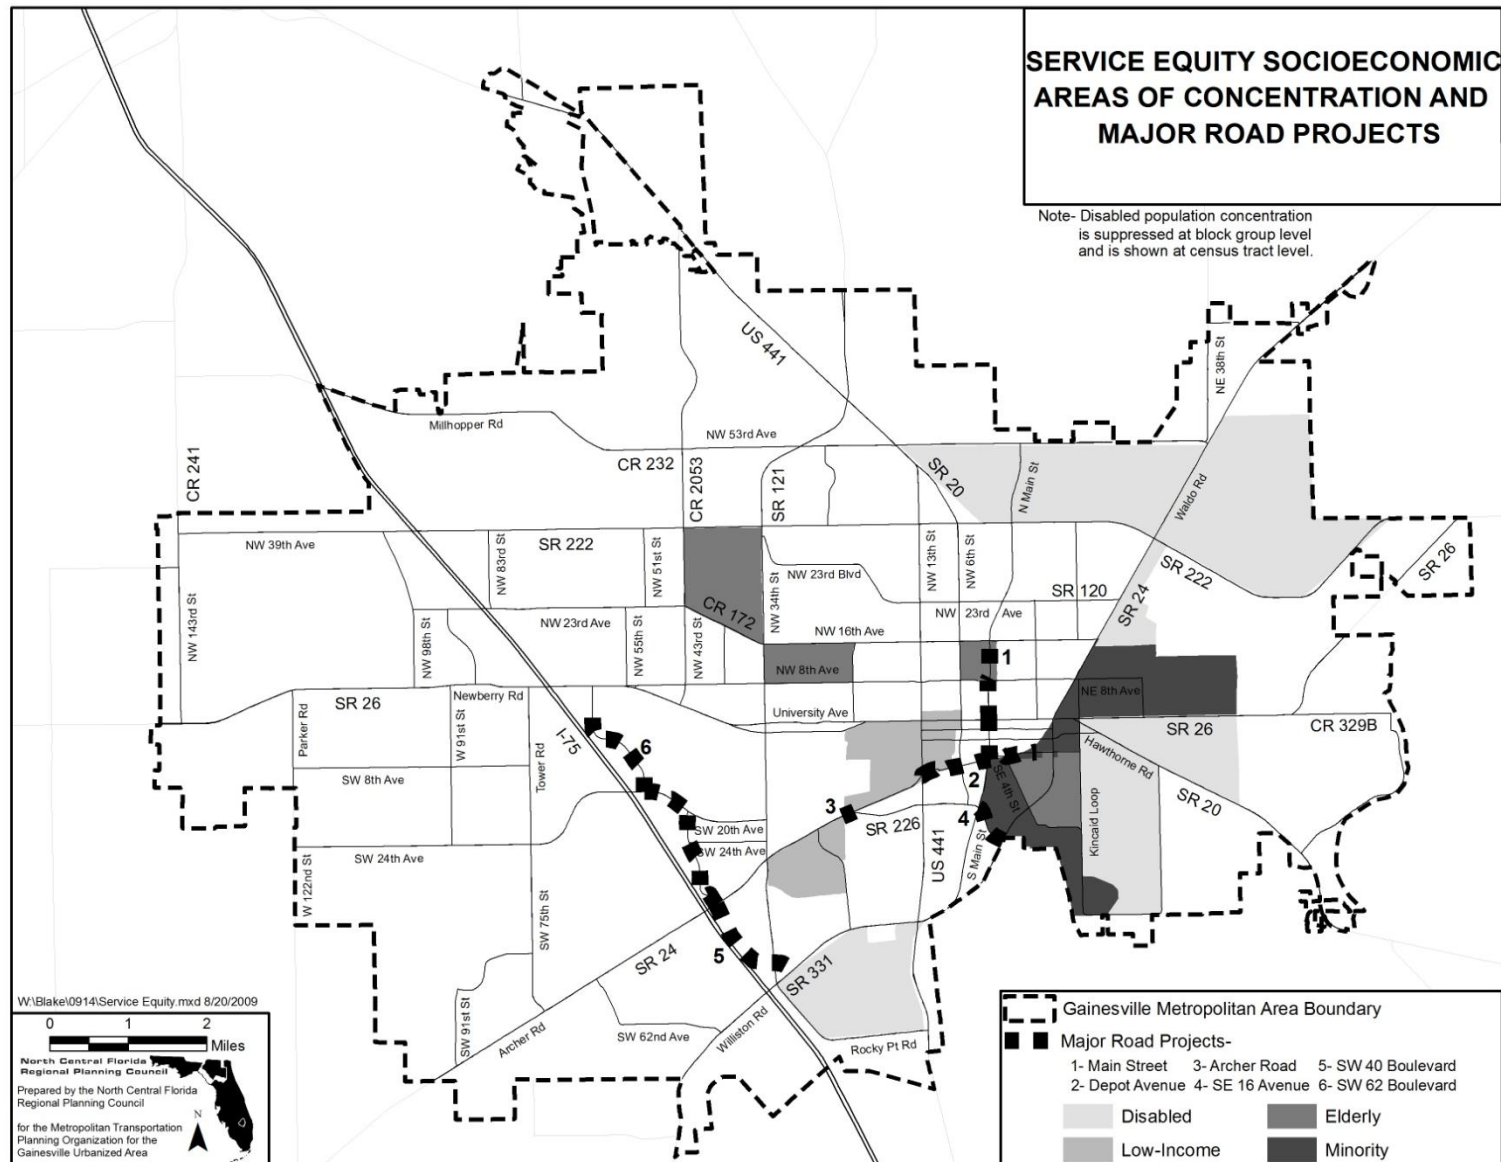 SERVICE EQUITY SOCIOECONOMIC
AREAS OF CONCENTRATION AND
MAJOR ROAD PROJECTS
Note- Disabled population concentration
is suppressed at block group level
and is shown at census tract level.
US 441
NE 38th St
Millhopper Rd
NW 53rd Ave
CR 241
CR 232
CR 2053
SR 121
SR 20
N Main St
Waldo Rd
NW 39th Ave
NW 83rd St
SR 222
NW 51st St
NW 23rd Blvd
NW 34th St
NW 13th St
NW 6th St
SR 120
SR 222
SR 26
SR 24
NW 143rd St
NW 98th St
NW 23rd Ave
NW 55th St
NW 43rd St
CR 172
NW 16th Ave
NW 23rd Ave
1
NW 8th Ave
NE 8th Ave
SR 26
Newberry Rd
University Ave
Parker Rd
W 91st St
Tower Rd
I-75
6
SR 26
CR 329B
Hawthorne Rd
SW 8th Ave
2
SE 4th St
SR 20
3
SR 226
4
SW 20th Ave
SW 24th Ave
SW 24th Ave
US 441
S Main St
Kincaid Loop
W 122nd St
SW 75th St
5
SR 24
SR 331
SW 91st St
Archer Rd
SW 62nd Ave
Williston Rd
Rocky Pt Rd
W:\Blake\0914\Service Equity.mxd 8/20/2009
0 1 2
Miles
North Central Florida
Regional Planning Council
Prepared by the North Central Florida
Regional Planning Council
N
for the Metropolitan Transportation
Planning Organization for the
Gainesville Urbanized Area
Gainesville Metropolitan Area Boundary
Major Road Projects-
1- Main Street 3- Archer Road 5- SW 40 Boulevard
2- Depot Avenue 4- SE 16 Avenue 6- SW 62 Boulevard
Disabled Elderly
Low-Income Minority